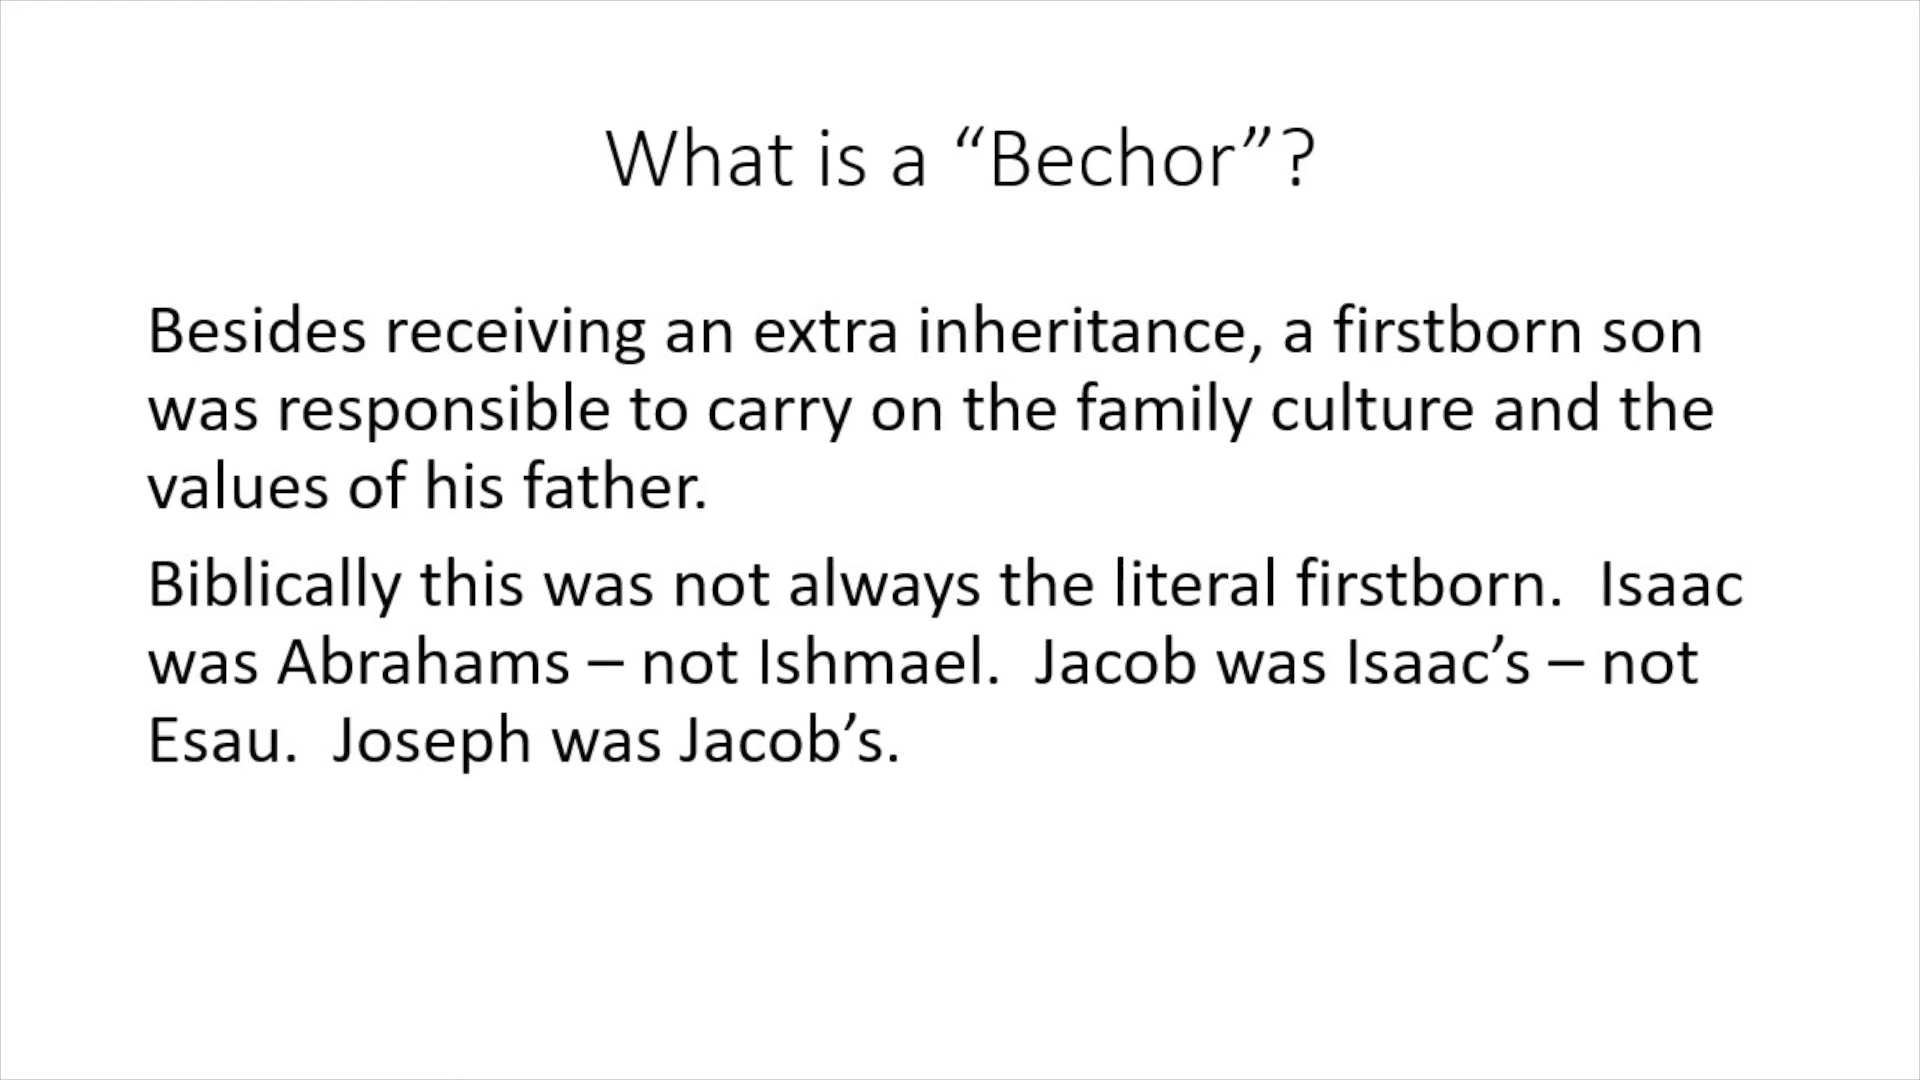 What is a “Bechor”?
Besides receiving an extra inheritance, a firstborn son
was responsible to carry on the family culture and the
values of his father.
Biblically this was not always the literal firstborn.  Isaac
was Abrahams – not Ishmael.  Jacob was Isaac’s – not
Esau.  Joseph was Jacob’s.